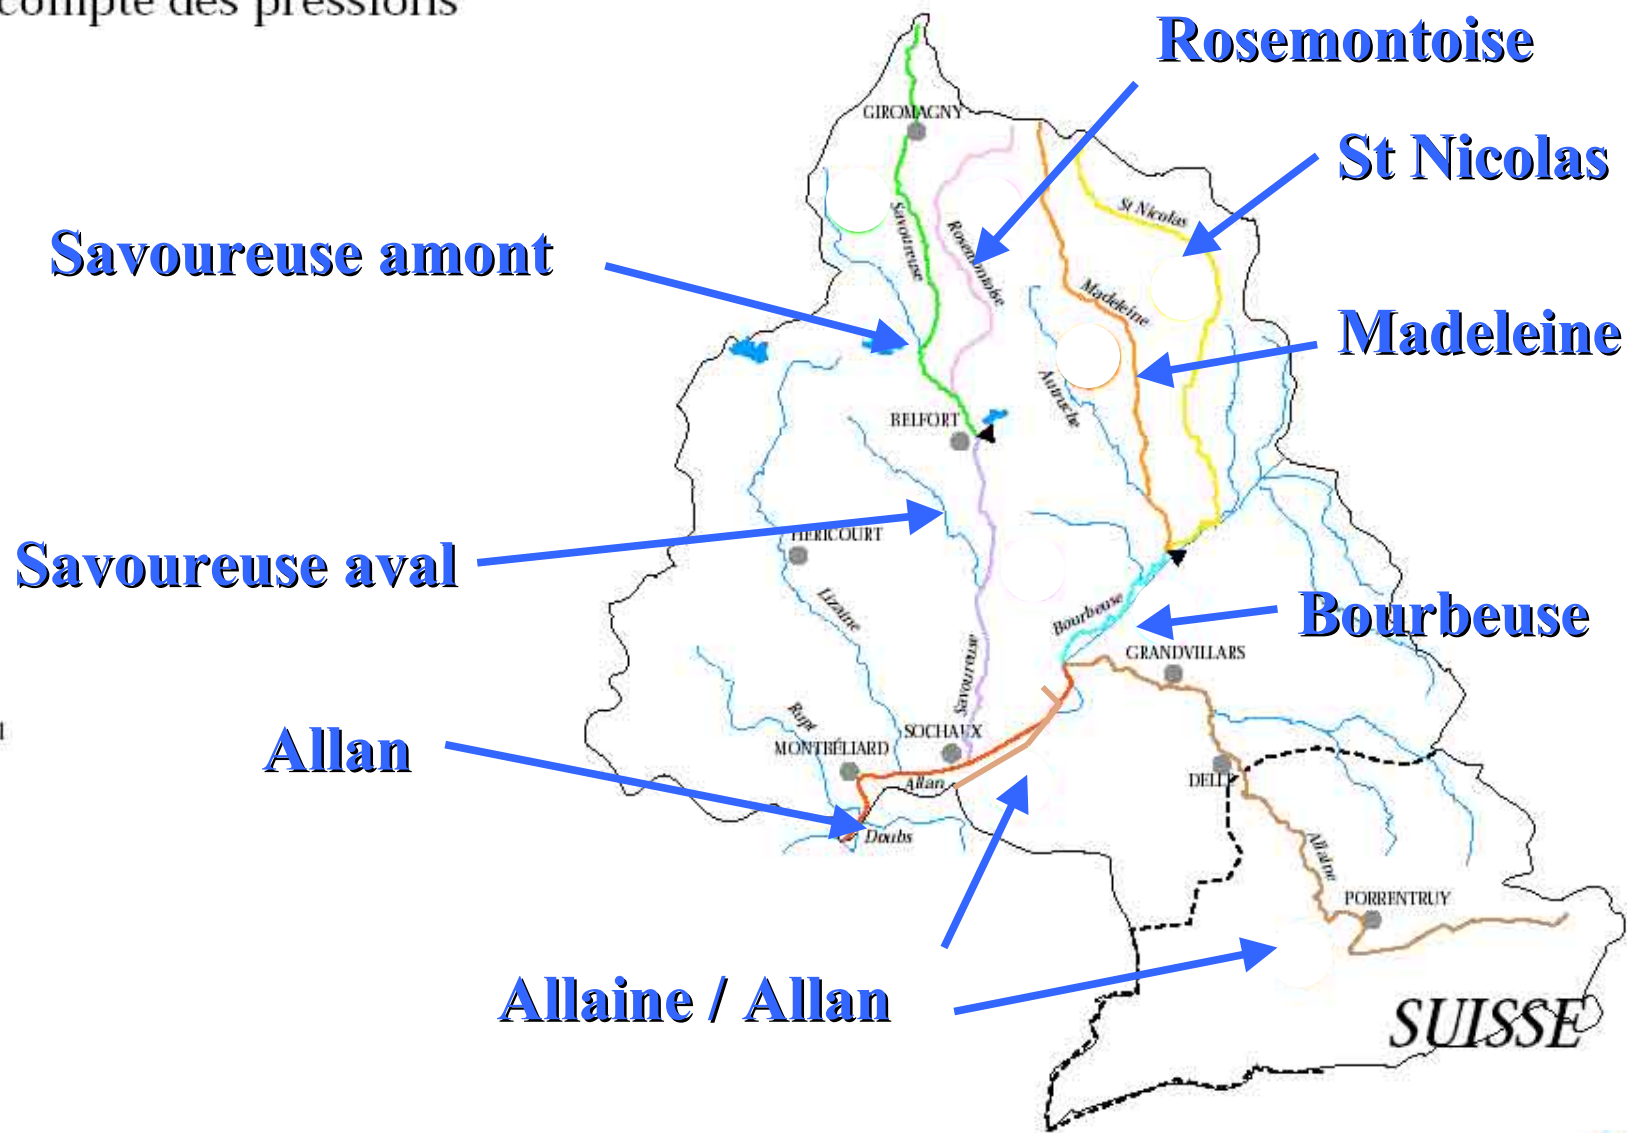 compte des pressions
Rosemontoise
GIROMAGNY
St Nicolas
St Nicolas
Savoureuse
Rosemontoise
Savoureuse amont
Madeleine
Madeleine
Autruche
BELFORT
HÉRICOURT
Savoureuse aval
Lizaine
Bourbeuse
Bourbeuse
GRANDVILLARS
Savoureuse
Rupt
SOCHAUX
Allan
MONTBÉLIARD
DELLE
Allan
Doubs
Allaine
PORRENTRUY
Allaine / Allan
SUISSE